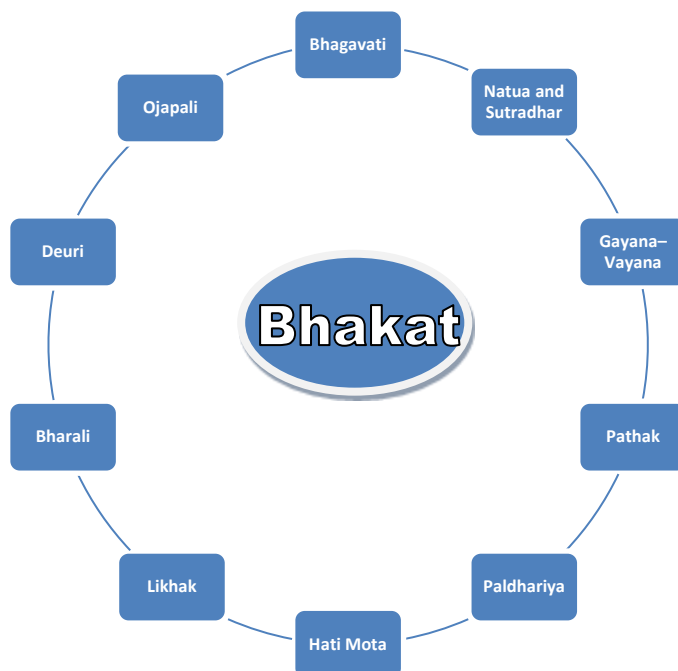 Bhagavati
Natua and
Sutradhar
Gayana–
Vayana
Pathak
Paldhariya
Hati Mota
Likhak
Bharali
Deuri
Ojapali
Bhakat